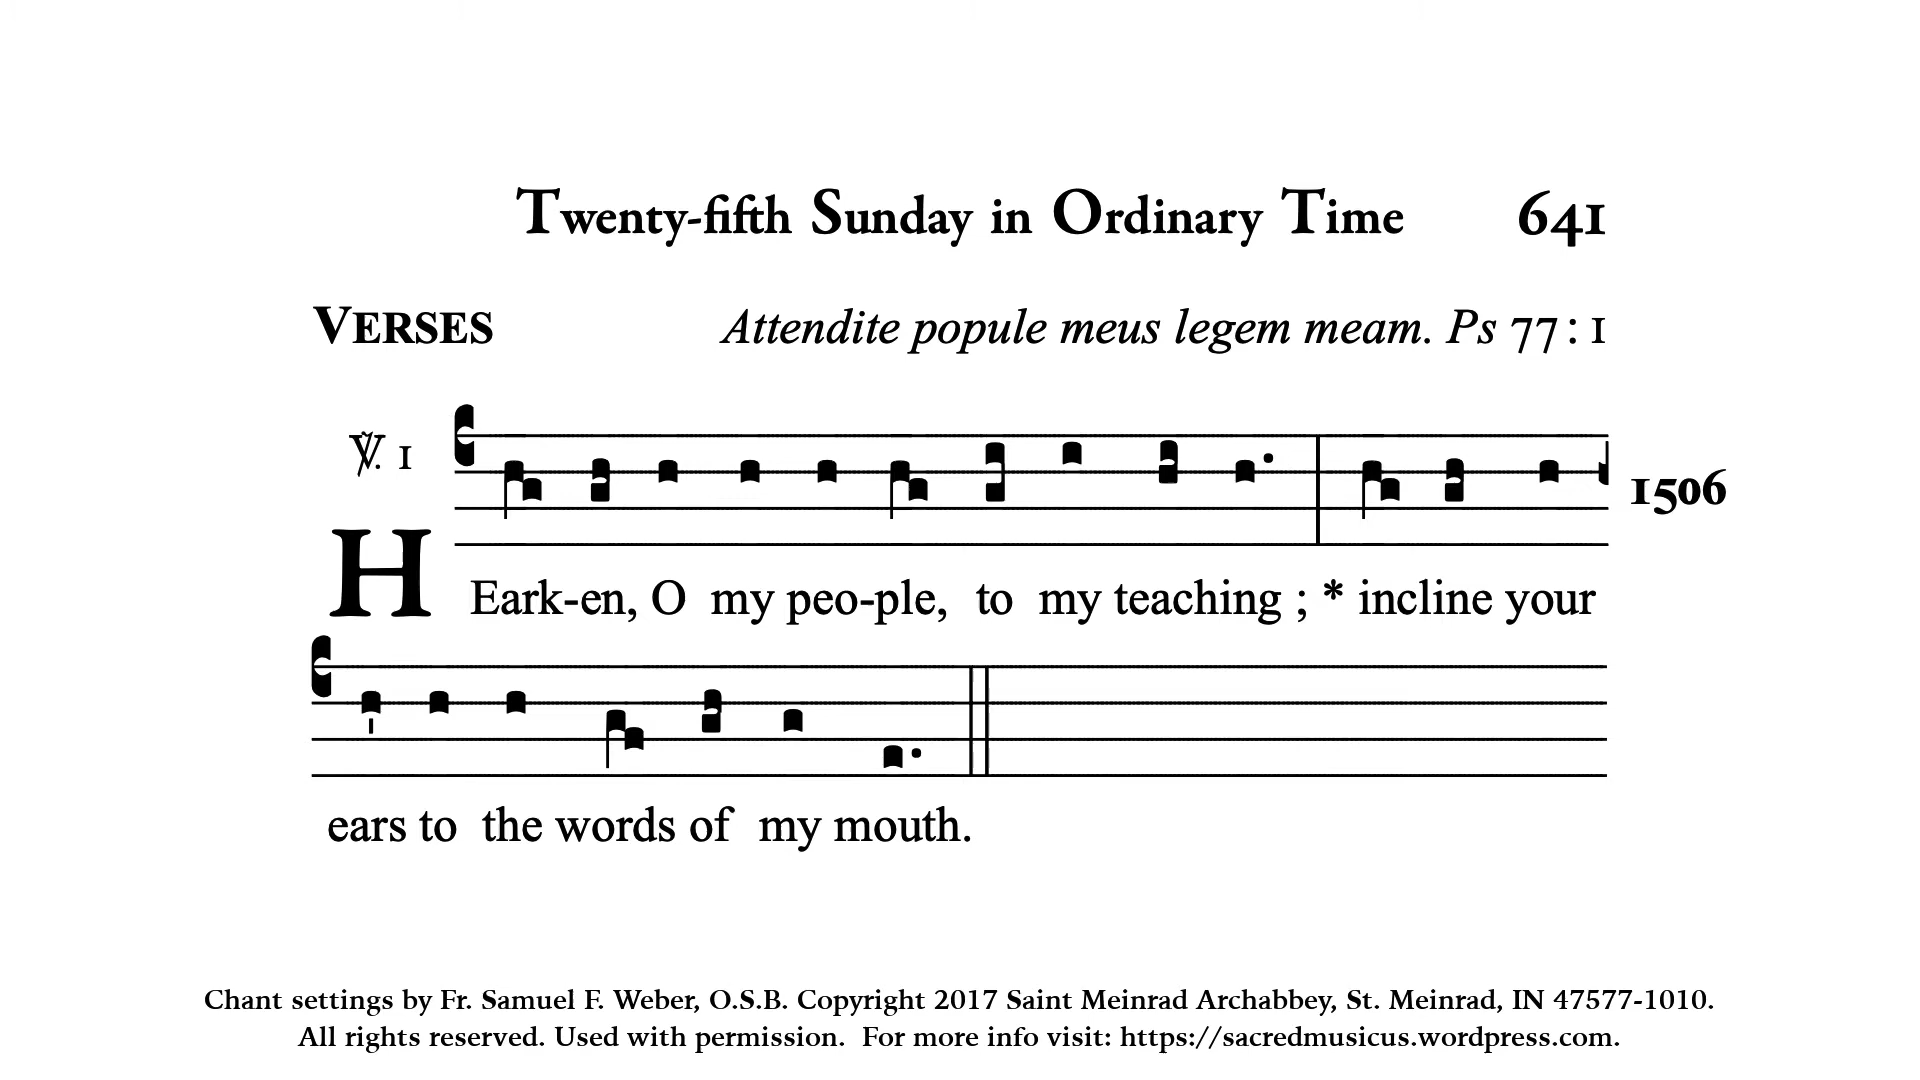 Twenty-fifth Sunday in Ordinary Time 641
VERSES Attendite popule meus legem meam. Ps 77 : 1
℣. 1
1506
HEark-en, O my peo-ple, to my teaching ; * incline your
ears to the words of my mouth.
Chant settings by Fr. Samuel F. Weber, O.S.B. Copyright 2017 Saint Meinrad Archabbey, St. Meinrad, IN 47577-1010.
All rights reserved. Used with permission. For more info visit: https://sacredmusicus.wordpress.com.